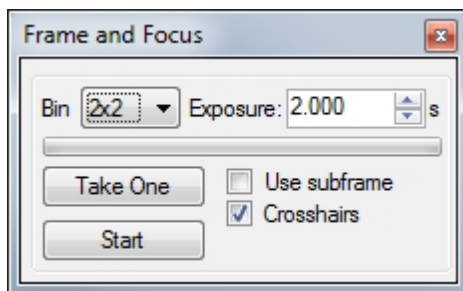 Frame and Focus
Bin 2x2 Exposure: 2.000 s
Take One Use subframe
Crosshairs
Start